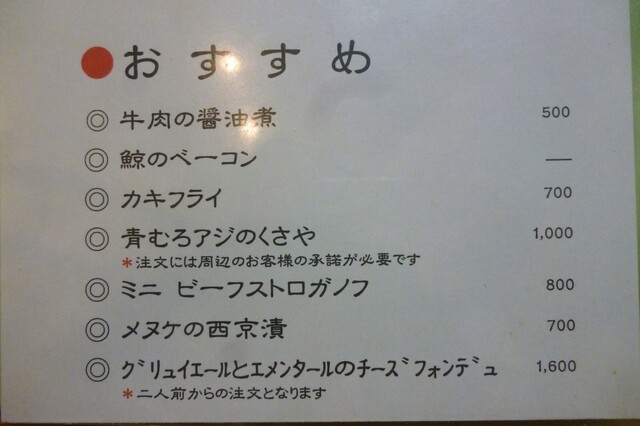 ●おすすめ
◎ 牛肉の醤油煮 500
◎ 鯨のベーコン ―
◎ カキフライ 700
◎ 青むろアジのくさや 1,000
*注文には周辺のお客様の承諾が必要です
◎ ミニ ビーフストロガノフ 800
◎ メヌケの西京漬 700
◎ グリュイエールとエメンタールのチーズフォンデュ 1,600
*二人前からの注文となります